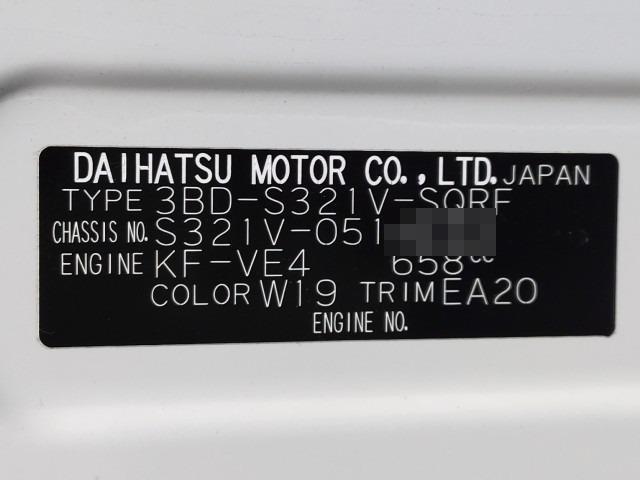 DAIHATSU MOTOR CO.,LTD. JAPAN
TYPE 3BD-S321V-SQRF
CHASSIS NO. S321V-051
ENGINE KF-VE4 658cc
COLOR W19 TRIM EA20
ENGINE NO.